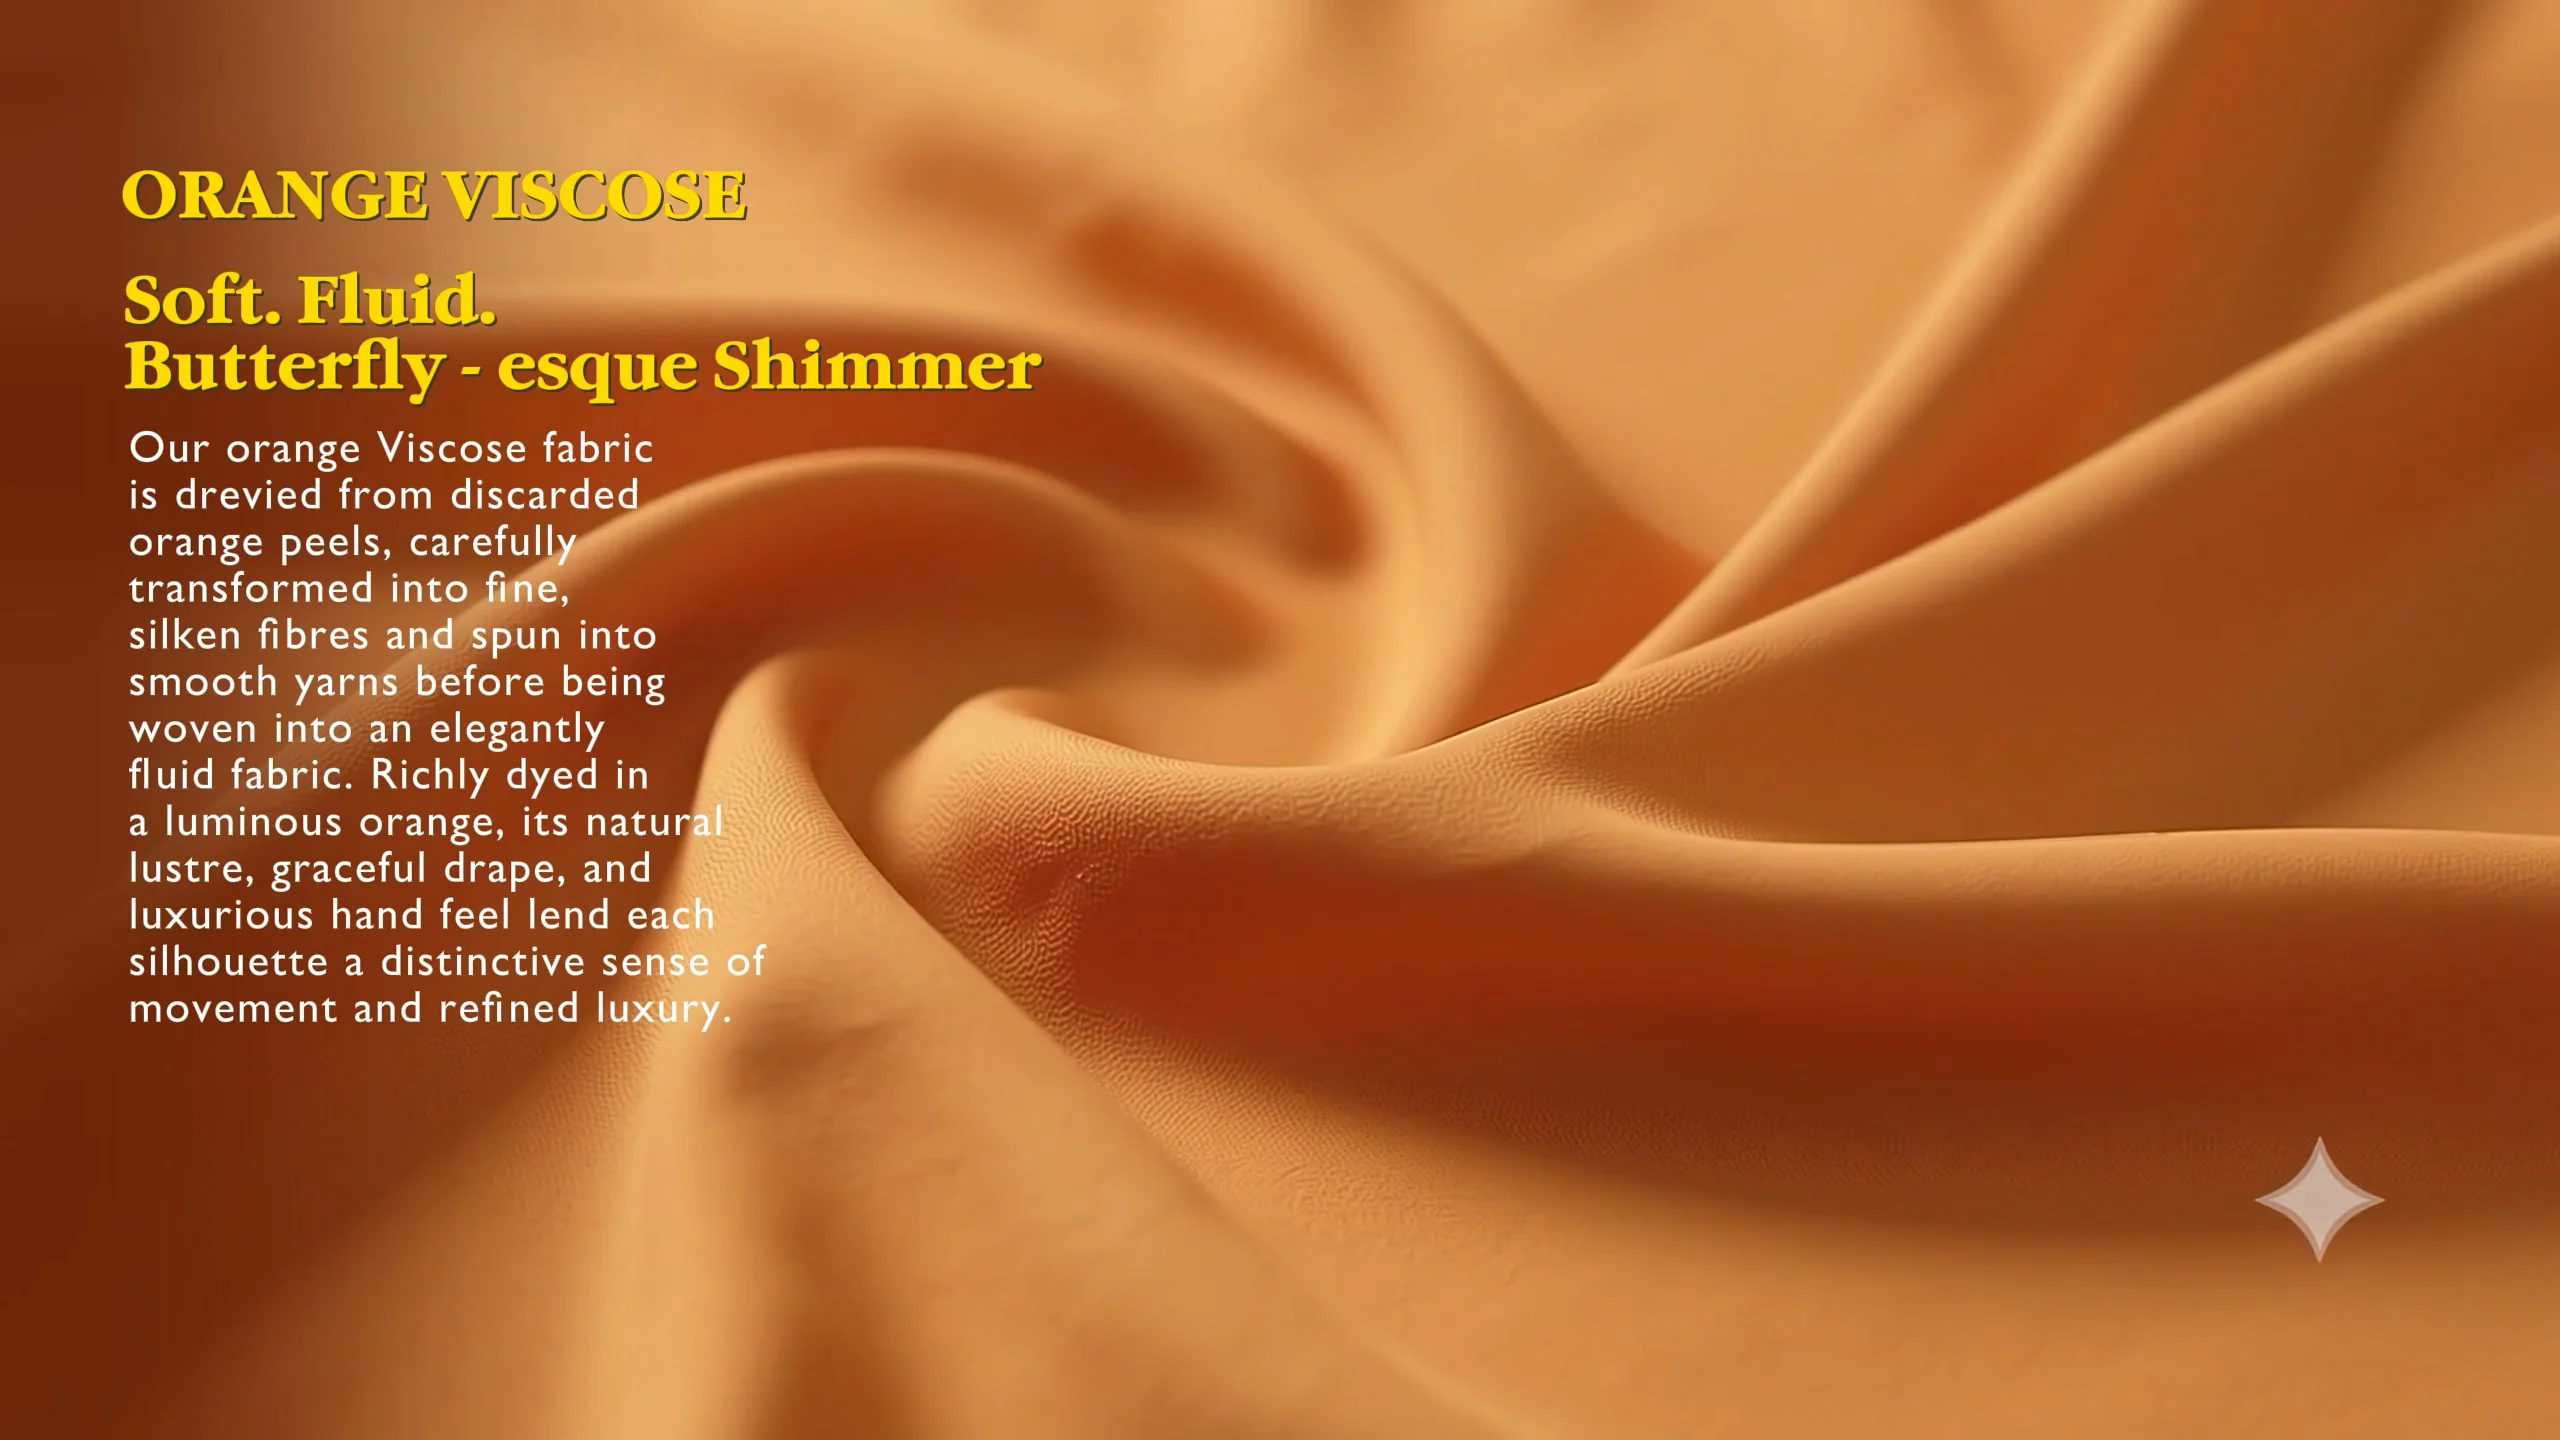 ORANGE VISCOSE
Soft. Fluid.
Butterfly - esque Shimmer
Our orange Viscose fabric
is drevied from discarded
orange peels, carefully
transformed into fine,
silken fibres and spun into
smooth yarns before being
woven into an elegantly
fluid fabric. Richly dyed in
a luminous orange, its natural
lustre, graceful drape, and
luxurious hand feel lend each
silhouette a distinctive sense of
movement and refined luxury.